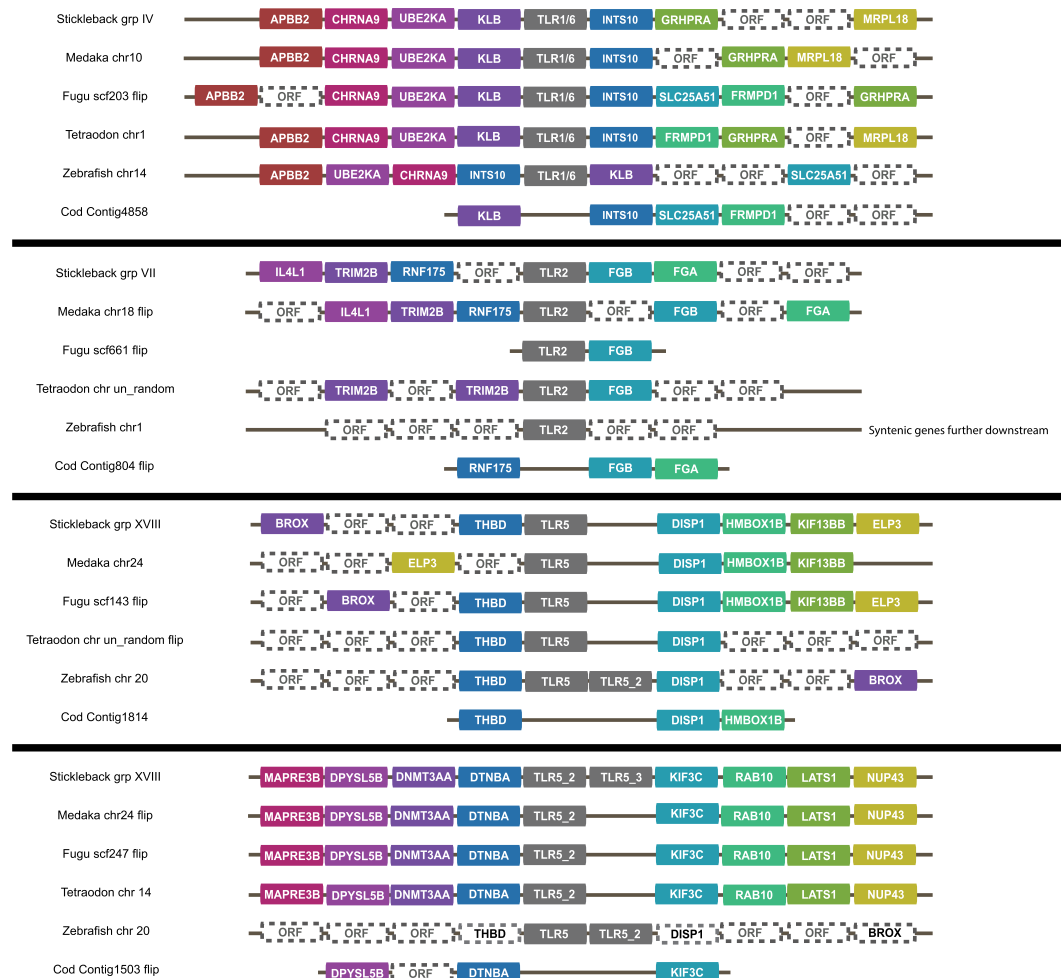 Stickleback grp IV APBB2 CHRNA9 UBE2KA KLB TLR1/6 INTS10 GRHPRA ORF ORF MRPL18
Medaka chr10 APBB2 CHRNA9 UBE2KA KLB TLR1/6 INTS10 ORF GRHPRA MRPL18 ORF
Fugu scf203 flip APBB2 ORF CHRNA9 UBE2KA KLB TLR1/6 INTS10 SLC25A51 FRMPD1 ORF GRHPRA
Tetraodon chr1 APBB2 CHRNA9 UBE2KA KLB TLR1/6 INTS10 FRMPD1 GRHPRA ORF MRPL18
Zebrafish chr14 APBB2 UBE2KA CHRNA9 INTS10 TLR1/6 KLB ORF ORF SLC25A51 ORF
Cod Contig4858 KLB INTS10 SLC25A51 FRMPD1 ORF ORF
Stickleback grp VII IL4L1 TRIM2B RNF175 ORF TLR2 FGB FGA ORF ORF
Medaka chr18 flip ORF IL4L1 TRIM2B RNF175 TLR2 ORF FGB ORF FGA
Fugu scf661 flip TLR2 FGB
Tetraodon chr un_random ORF TRIM2B ORF TRIM2B TLR2 FGB ORF ORF
Zebrafish chr1 ORF ORF ORF TLR2 ORF ORF Syntenic genes further downstream
Cod Contig804 flip RNF175 FGB FGA
Stickleback grp XVIII BROX ORF ORF THBD TLR5 DISP1 HMBOX1B KIF13BB ELP3
Medaka chr24 ORF ORF ELP3 ORF TLR5 DISP1 HMBOX1B KIF13BB
Fugu scf143 flip ORF BROX ORF THBD TLR5 DISP1 HMBOX1B KIF13BB ELP3
Tetraodon chr un_random flip ORF ORF ORF THBD TLR5 DISP1 ORF ORF ORF
Zebrafish chr 20 ORF ORF ORF THBD TLR5 TLR5_2 DISP1 ORF ORF BROX
Cod Contig1814 THBD DISP1 HMBOX1B
Stickleback grp XVIII MAPRE3B DPYSL5B DNMT3AA DTNBA TLR5_2 TLR5_3 KIF3C RAB10 LATS1 NUP43
Medaka chr24 flip MAPRE3B DPYSL5B DNMT3AA DTNBA TLR5_2 KIF3C RAB10 LATS1 NUP43
Fugu scf247 flip MAPRE3B DPYSL5B DNMT3AA DTNBA TLR5_2 KIF3C RAB10 LATS1 NUP43
Tetraodon chr 14 MAPRE3B DPYSL5B DNMT3AA DTNBA TLR5_2 KIF3C RAB10 LATS1 NUP43
Zebrafish chr 20 ORF ORF ORF THBD TLR5 TLR5_2 DISP1 ORF ORF BROX
Cod Contig1503 flip DPYSL5B ORF DTNBA KIF3C